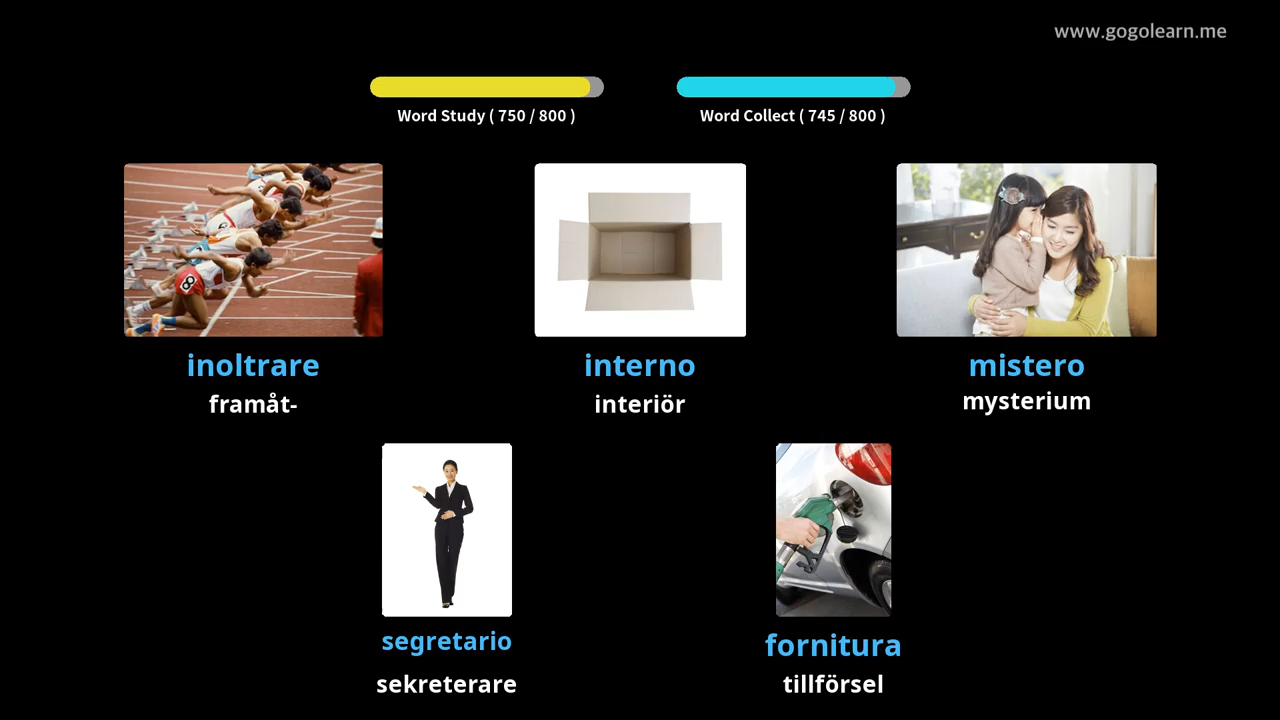 www.gogolearn.me
Word Study ( 750 / 800 )
Word Collect ( 745 / 800 )
8
inoltrare
framåt-
interno
interiör
mistero
mysterium
segretario
sekreterare
fornitura
tillförsel